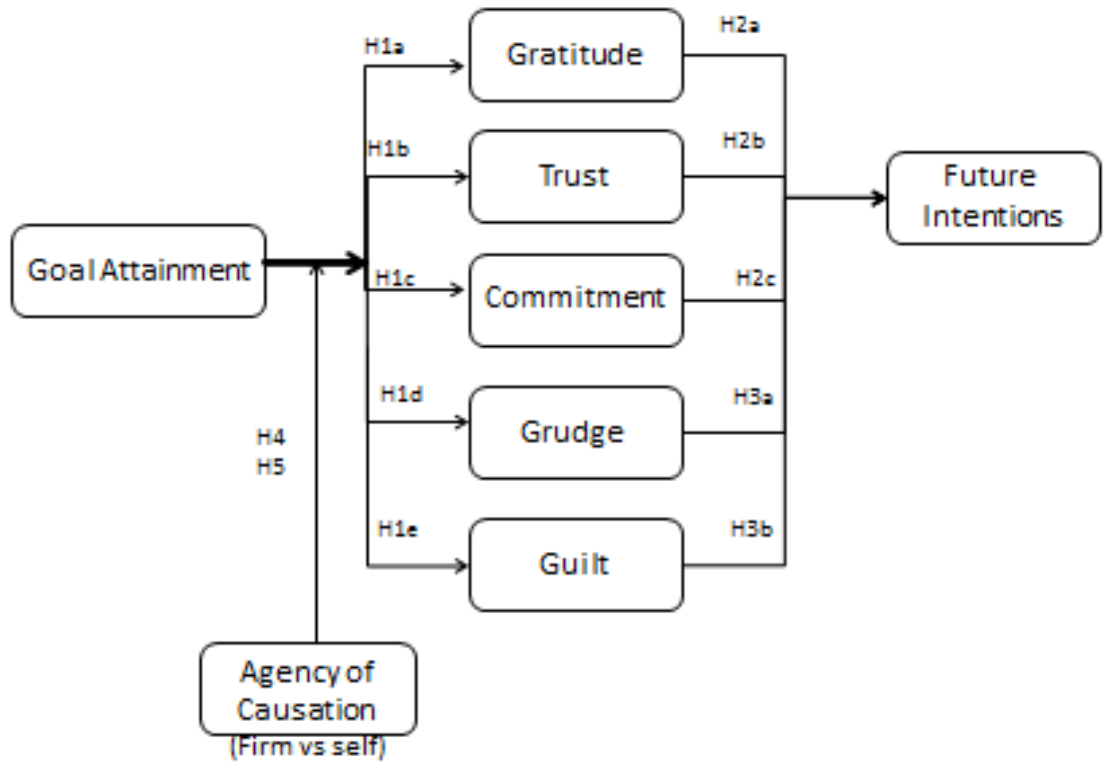 H1a
Gratitude
H2a
H1b
Trust
H2b
Future
Intentions
Goal Attainment
H1c
Commitment
H2c
H1d
Grudge
H3a
H4
H5
H1e
Guilt
H3b
Agency of
Causation
(Firm vs self)